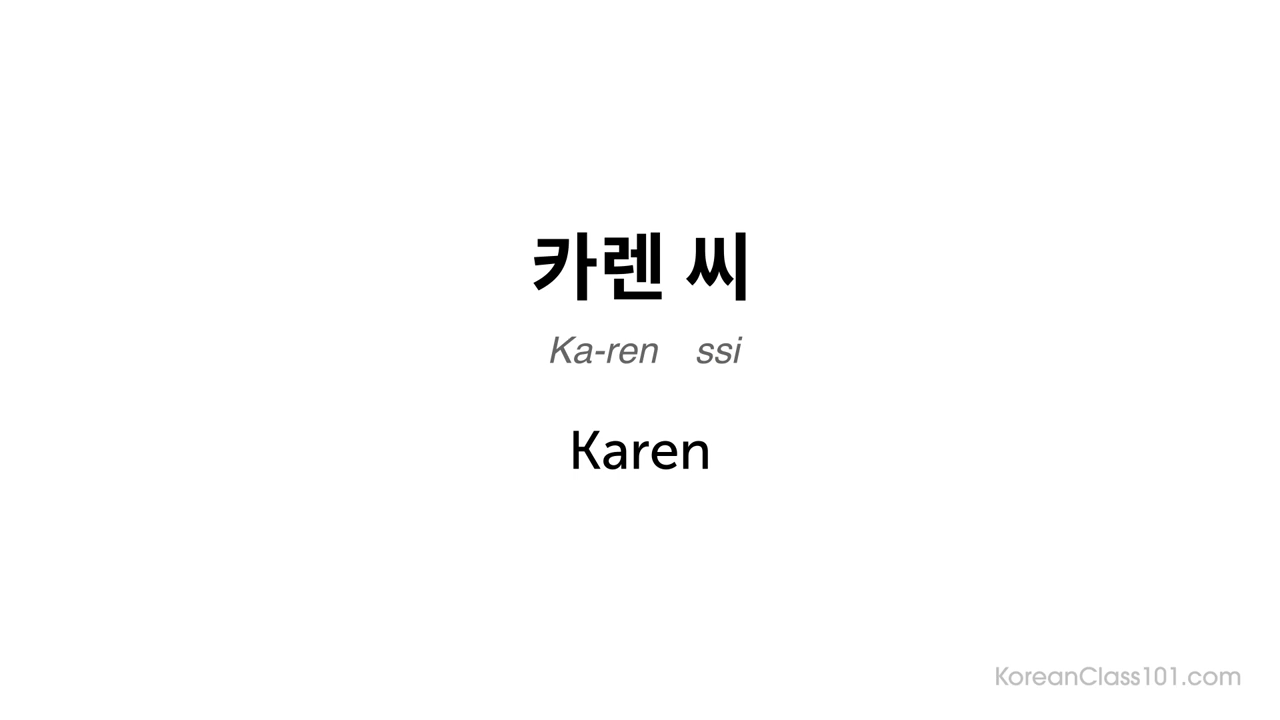 카렌 씨
Ka-ren ssi
Karen
KoreanClass101.com